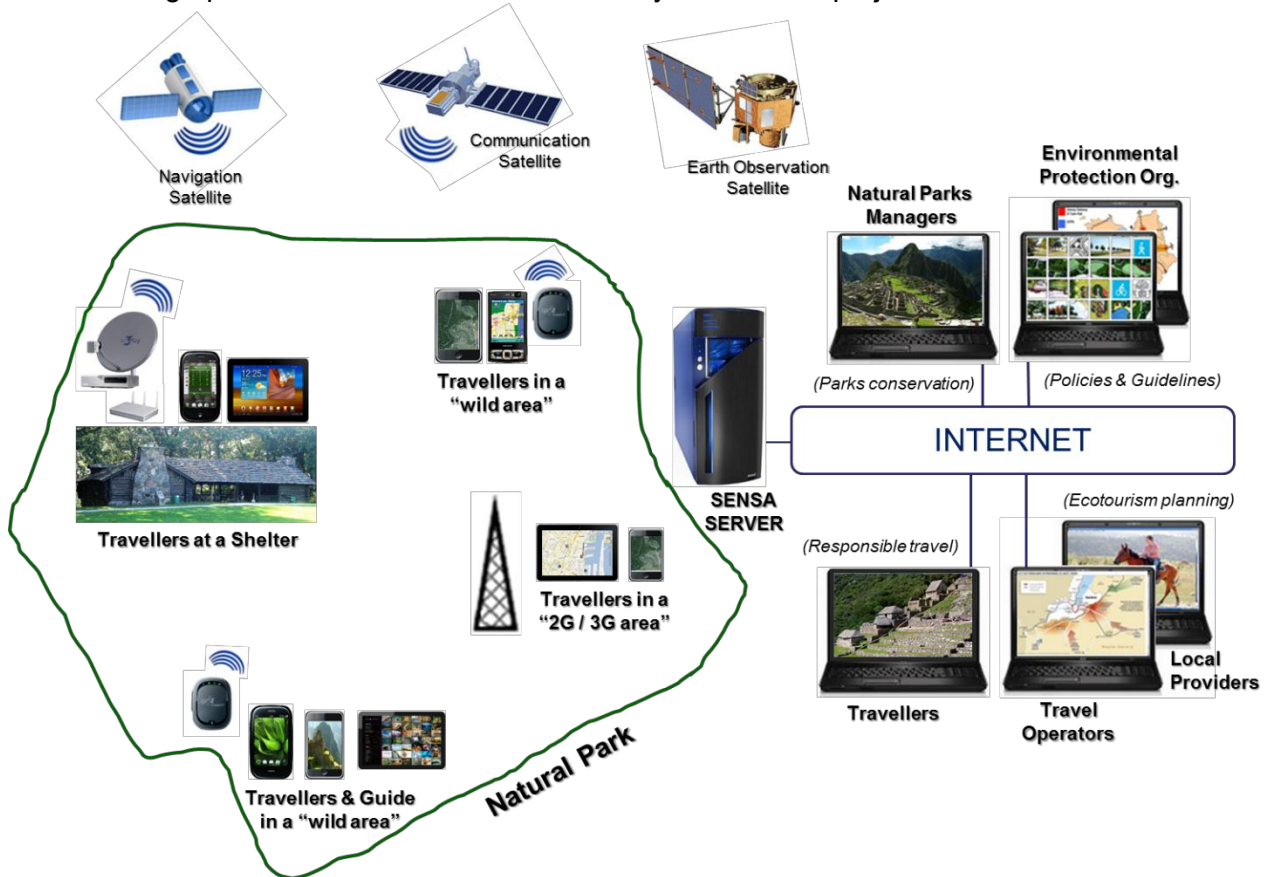 Navigation
Satellite
Communication
Satellite
Earth Observation
Satellite
Natural Parks
Managers
Environmental
Protection Org.
Travellers in a
“wild area”
(Parks conservation)
(Policies & Guidelines)
INTERNET
SENSA
SERVER
Travellers at a Shelter
(Ecotourism planning)
(Responsible travel)
Travellers in a
“2G / 3G area”
Local
Providers
Travellers
Travel
Operators
Natural Park
Travellers & Guide
in a “wild area”